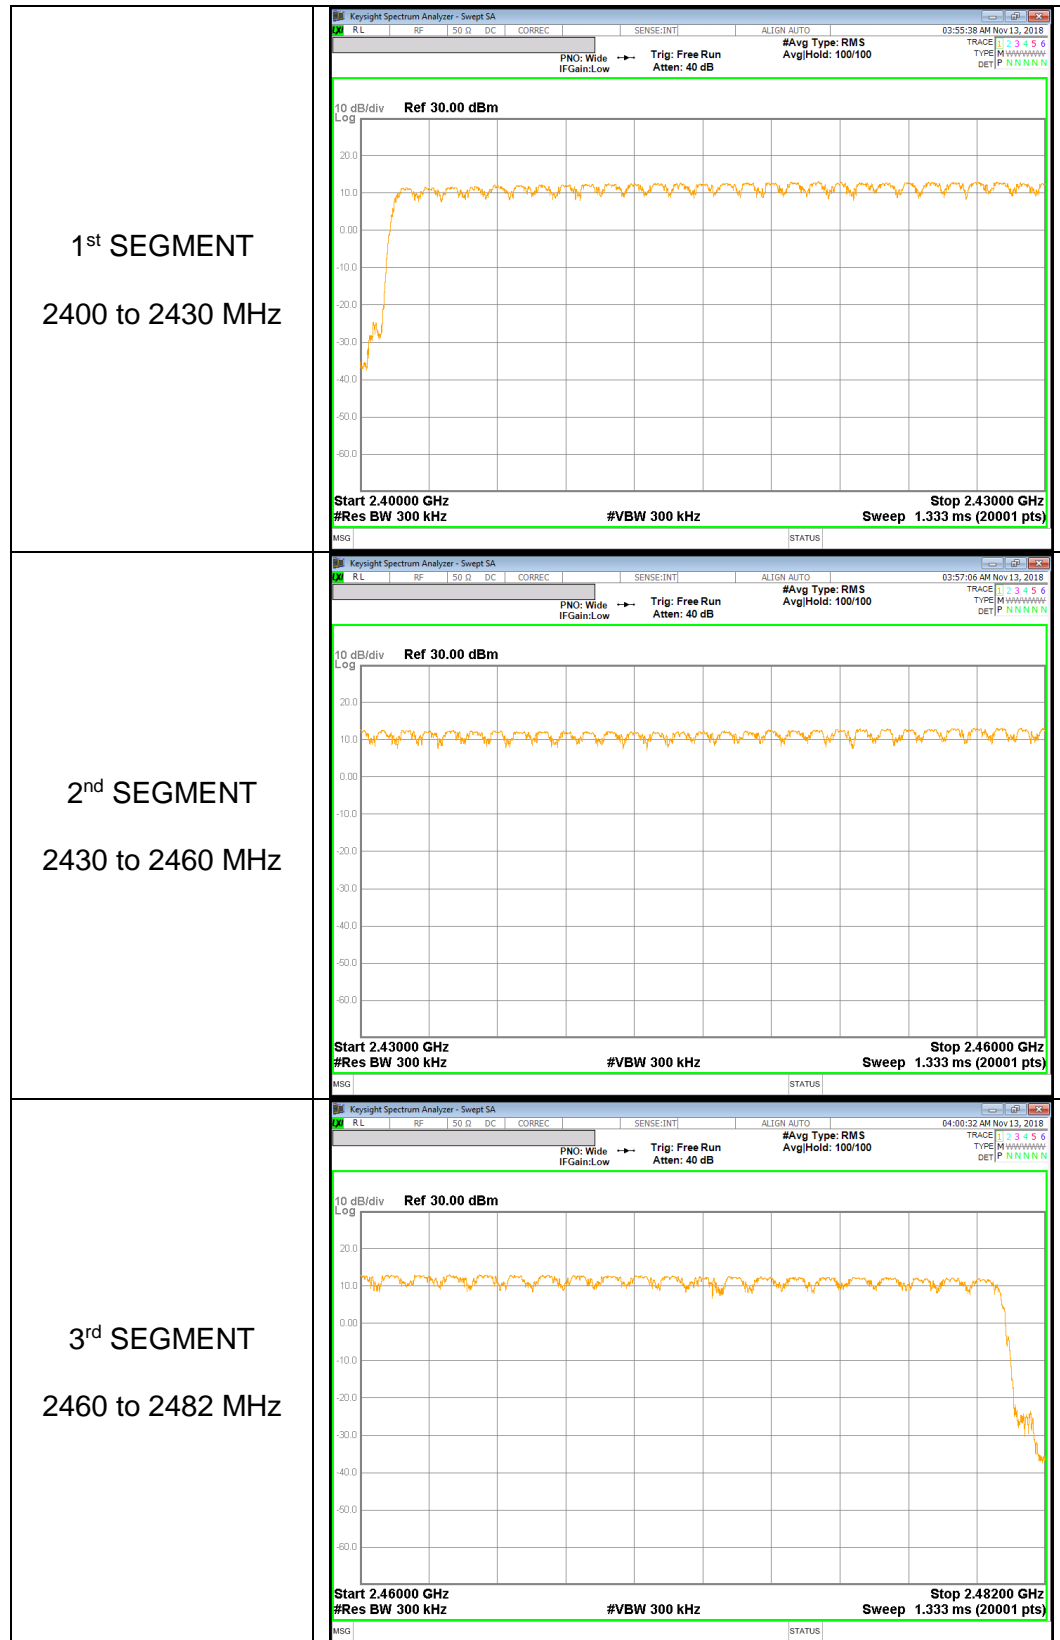 1st SEGMENT
2400 to 2430 MHz
Keysight Spectrum Analyzer - Swept SA
LXI RL RF 50 Ω DC CORREC SENSE:INT ALIGN AUTO 03:55:38 AM Nov 13, 2018
#Avg Type: RMS TRACE 1 2 3 4 5 6
PNO: Wide Trig: Free Run Avg|Hold: 100/100 TYPE M WWWWW
IFGain:Low Atten: 40 dB DET P N N N N N
10 dB/div Ref 30.00 dBm
Log
20.0
10.0
0.00
-10.0
-20.0
-30.0
-40.0
-50.0
-60.0
Start 2.40000 GHz Stop 2.43000 GHz
#Res BW 300 kHz #VBW 300 kHz Sweep 1.333 ms (20001 pts)
MSG STATUS
2nd SEGMENT
2430 to 2460 MHz
Keysight Spectrum Analyzer - Swept SA
LXI RL RF 50 Ω DC CORREC SENSE:INT ALIGN AUTO 03:57:06 AM Nov 13, 2018
#Avg Type: RMS TRACE 1 2 3 4 5 6
PNO: Wide Trig: Free Run Avg|Hold: 100/100 TYPE M WWWWW
IFGain:Low Atten: 40 dB DET P N N N N N
10 dB/div Ref 30.00 dBm
Log
20.0
10.0
0.00
-10.0
-20.0
-30.0
-40.0
-50.0
-60.0
Start 2.43000 GHz Stop 2.46000 GHz
#Res BW 300 kHz #VBW 300 kHz Sweep 1.333 ms (20001 pts)
MSG STATUS
3rd SEGMENT
2460 to 2482 MHz
Keysight Spectrum Analyzer - Swept SA
LXI RL RF 50 Ω DC CORREC SENSE:INT ALIGN AUTO 04:00:32 AM Nov 13, 2018
#Avg Type: RMS TRACE 1 2 3 4 5 6
PNO: Wide Trig: Free Run Avg|Hold: 100/100 TYPE M WWWWW
IFGain:Low Atten: 40 dB DET P N N N N N
10 dB/div Ref 30.00 dBm
Log
20.0
10.0
0.00
-10.0
-20.0
-30.0
-40.0
-50.0
-60.0
Start 2.46000 GHz Stop 2.48200 GHz
#Res BW 300 kHz #VBW 300 kHz Sweep 1.333 ms (20001 pts)
MSG STATUS